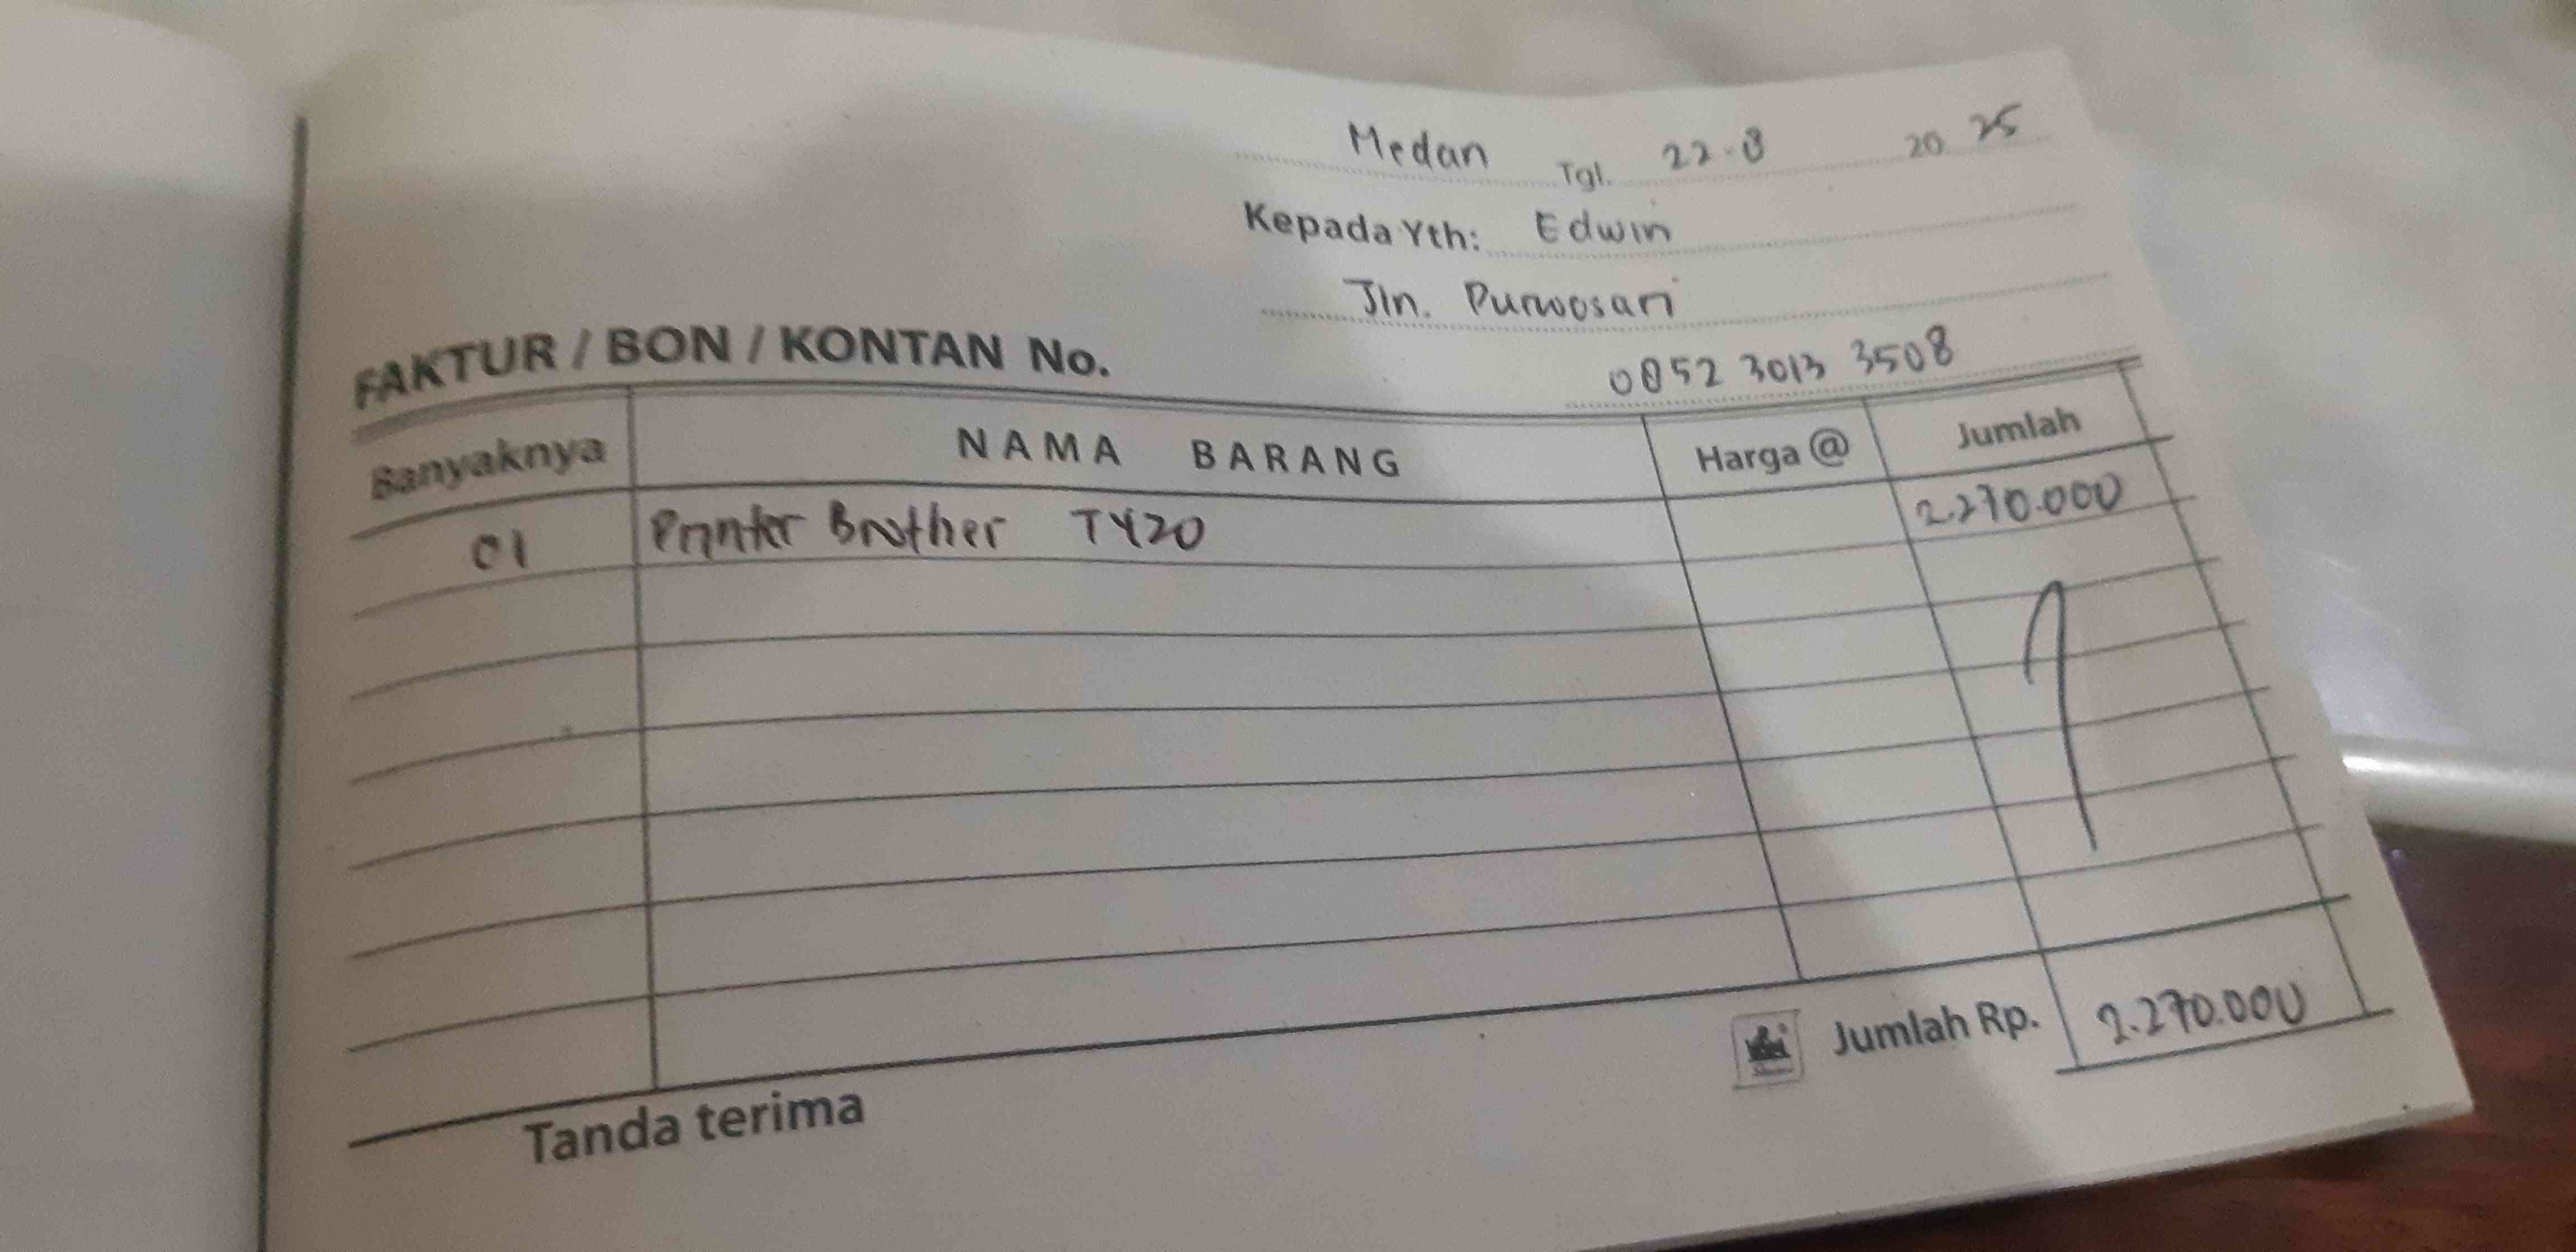 Medan Tgl. 22-8 20 25
Kepada Yth: Edwin
Jln. Purwosari
FAKTUR / BON / KONTAN No.
0852 3013 3508
Banyaknya NAMA BARANG Harga @ Jumlah
01 Printer Brother T420 2.270.000
Jumlah Rp. 2.270.000
Tanda terima